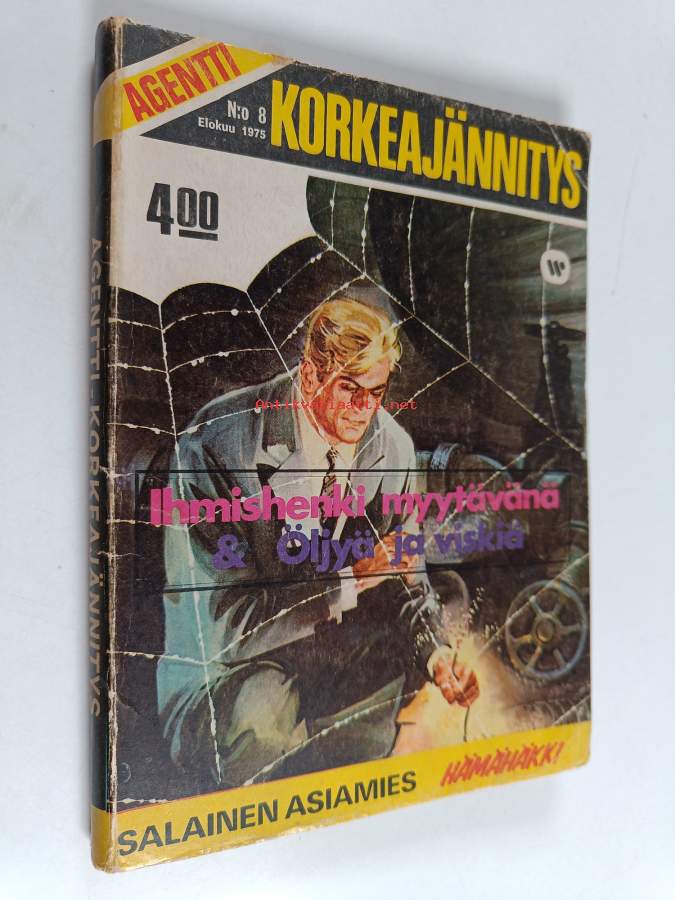 AGENTTI
N:o 8
Elokuu 1975
KORKEAJÄNNITYS
4 00
W
Antikvariaatti.net
Ihmishenki myytävänä
& Öljyä ja viskiä
SALAINEN ASIAMIES HÄMÄHÄKKI
AGENTTI-KORKEAJÄNNITYS